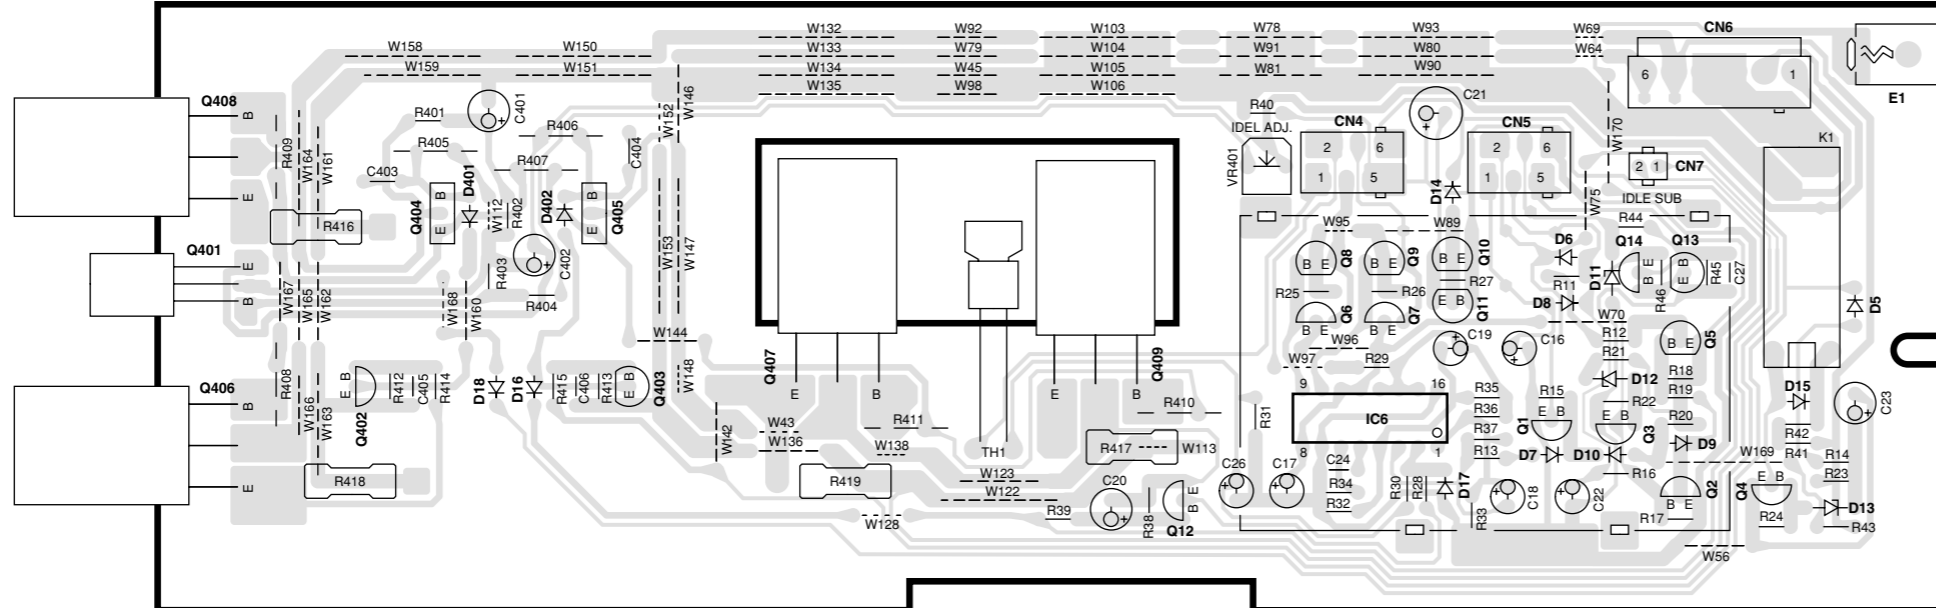 W132 W92 W103 W78 W93 W69 CN6
W158 W150 W133 W79 W104 W91 W80 W64
W159 W151 W134 W45 W105 W81 W90 6 1
W135 W98 W106 E1
Q408 B R401 C401 W152 W146 R40 C21 W170
IDEL ADJ. CN4 CN5 K1
R409 W164 W161 R405 R406 C404 2 6 2 6 2 1 CN7
C403 R407 D401 VR401 1 5 1 5
E Q404 B E W112 R402 D402 B E Q405 D14 W75 IDLE SUB
R416 W95 W89 R44
Q401 W153 W147 D6 Q14 Q13
E R403 C402 B E Q8 B E Q9 B E Q10 D11 B E E B R45 C27
B W167 W165 W162 W168 W160 R404 R25 R26 R27 R11 R46
D8 D5
Q6 Q7 E B Q11 W70
B E B E R12 Q5
W144 W96 C19 C16 R21 B E
Q407 Q409 W97 R29
W148 R18
Q406 R408 B E R412 C405 R414 D18 D16 R415 C406 R413 E B Q403 E B E B 9 16 R35 R15 D12 R19 D15 C23
B W166 W163 Q402 R410 R31 IC6 R36 E B R22 E B R20
W142 W43 R411 R37 Q1 Q3 D9 R42
W136 W138 TH1 R417 W113 8 1 R13 D7 D10 W169 R41 R14
R418 R419 W123 C26 C17 C24 R16 R23
E W122 C20 B E R34 R30 R28 D17 C18 C22 Q2 Q4 E B
R39 R38 R32 B E D13
W128 Q12 R33 R17 R24 R43
W56